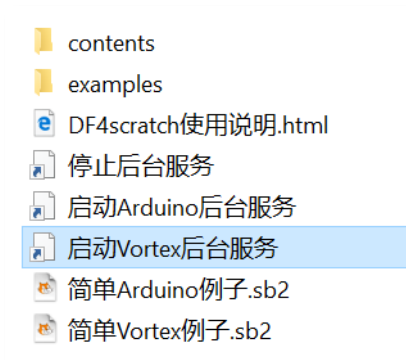 contents
examples
DF4scratch使用说明.html
停止后台服务
启动Arduino后台服务
启动Vortex后台服务
简单Arduino例子.sb2
简单Vortex例子.sb2